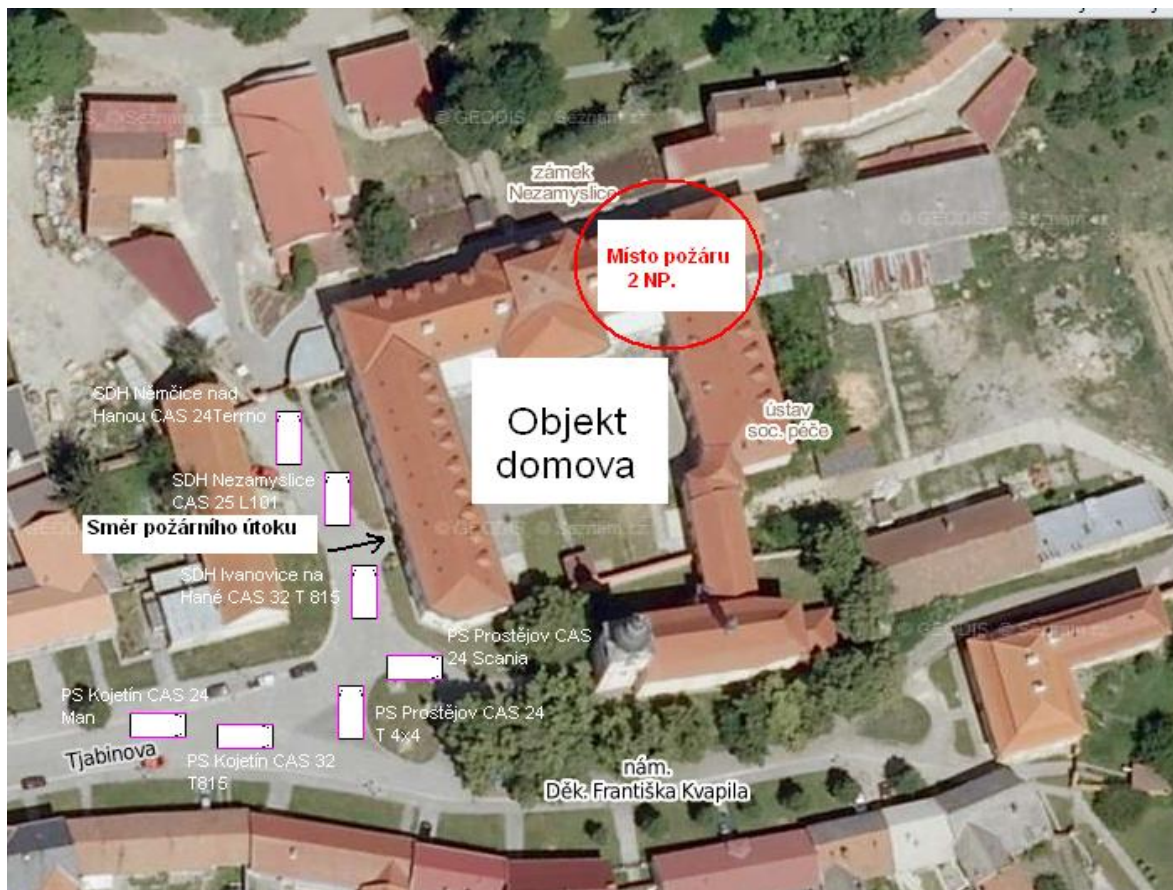 © GEODIS, © Seznam.cz
zámek
Nezamyslice
Místo požáru
2 NP.
SDH Němčice nad
Hanou CAS 24Terrno
Objekt
domova
ústav
soc. péče
SDH Nezamyslice
CAS 25 L101
Směr požárního útoku
SDH Ivanovice na
Hané CAS 32 T 815
PS Prostějov CAS
24 Scania
PS Kojetín CAS 24
Man
PS Prostějov CAS 24
T 4x4
Tjabinova
PS Kojetín CAS 32
T815
nám.
Děk. Františka Kvapila